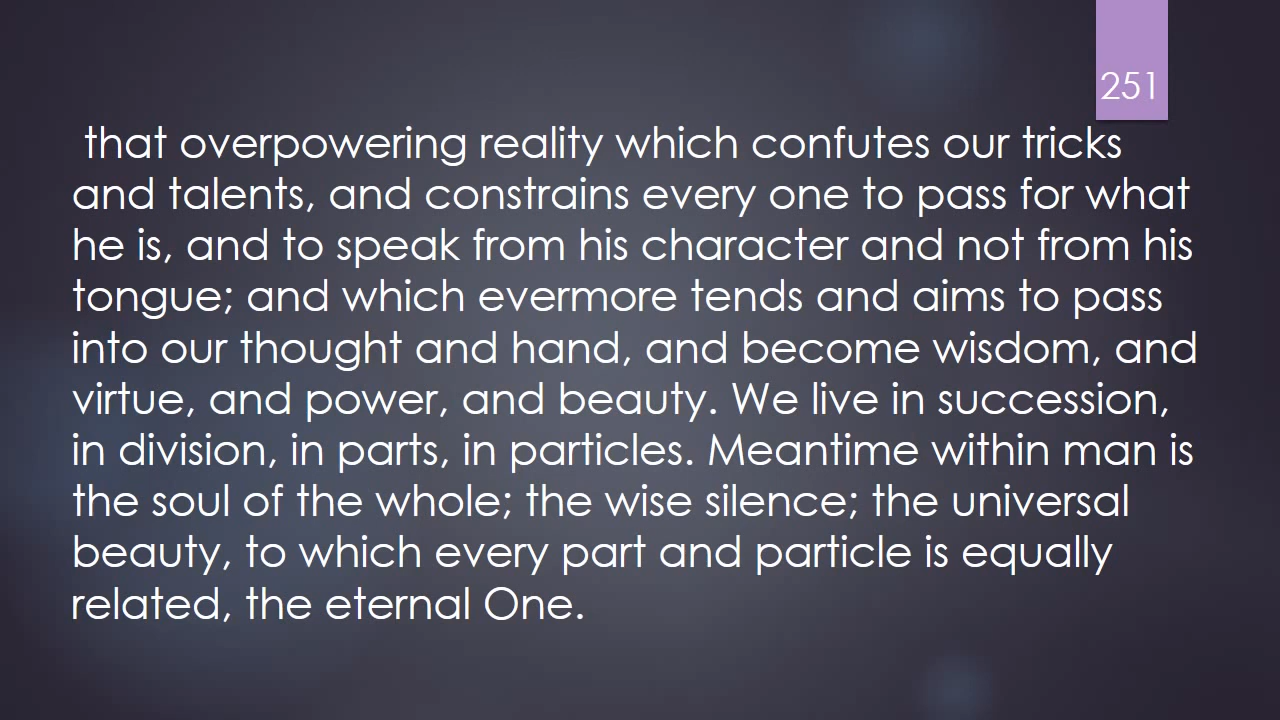 251
that overpowering reality which confutes our tricks
and talents, and constrains every one to pass for what
he is, and to speak from his character and not from his
tongue; and which evermore tends and aims to pass
into our thought and hand, and become wisdom, and
virtue, and power, and beauty. We live in succession,
in division, in parts, in particles. Meantime within man is
the soul of the whole; the wise silence; the universal
beauty, to which every part and particle is equally
related, the eternal One.